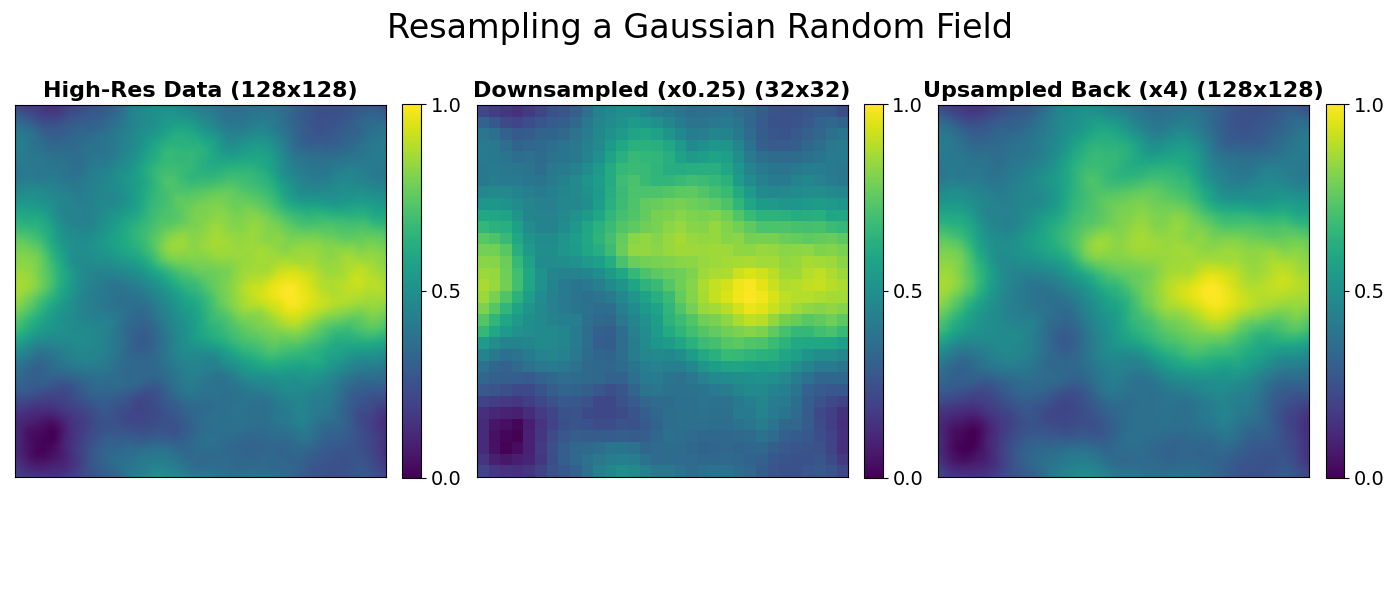 Resampling a Gaussian Random Field
High-Res Data (128x128)
1.0
0.5
0.0
Downsampled (x0.25) (32x32)
1.0
0.5
0.0
Upsampled Back (x4) (128x128)
1.0
0.5
0.0